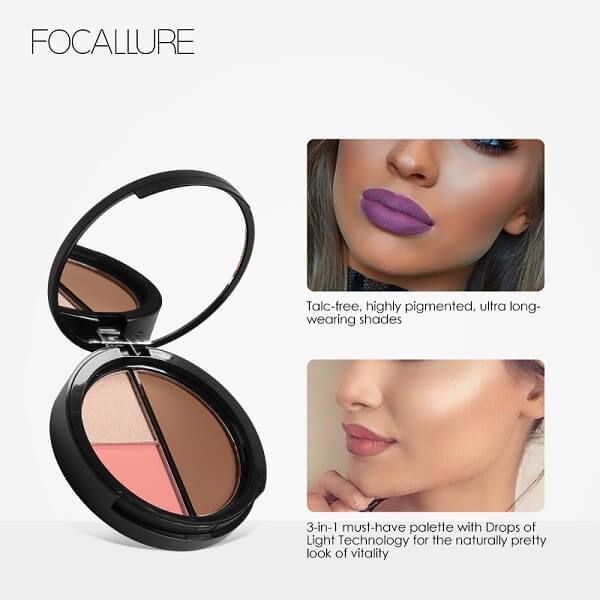 FOCALLURE
Talc-free, highly pigmented, ultra long-
wearing shades
3-in-1 must-have palette with Drops of
Light Technology for the naturally pretty
look of vitality